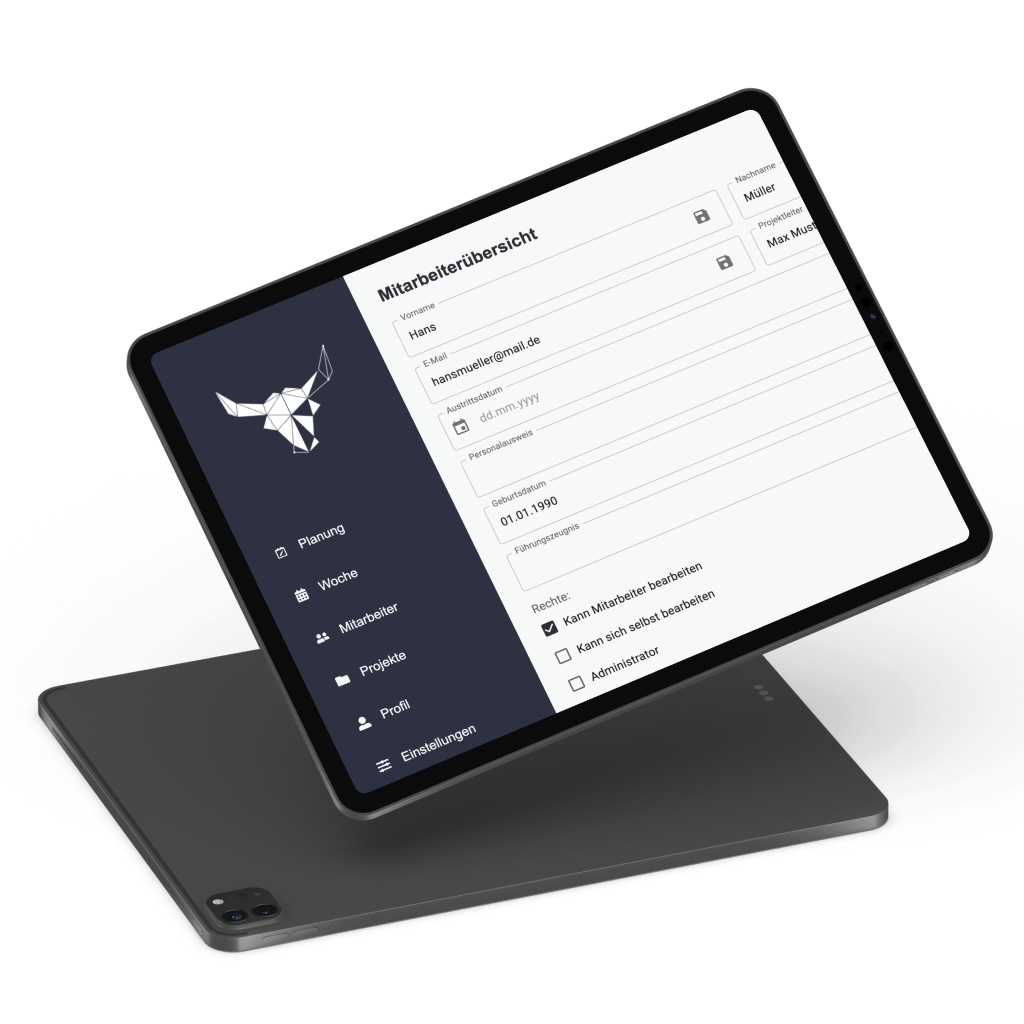 Planung
Woche
Mitarbeiter
Projekte
Profil
Einstellungen
Mitarbeiterübersicht
Vorname
Hans
Nachname
Müller
E-Mail
hansmueller@mail.de
Projektleiter
Max Must
Austrittsdatum
dd.mm.yyyy
Personalausweis
Geburtsdatum
01.01.1990
Führungszeugnis
Rechte:
Kann Mitarbeiter bearbeiten
Kann sich selbst bearbeiten
Administrator